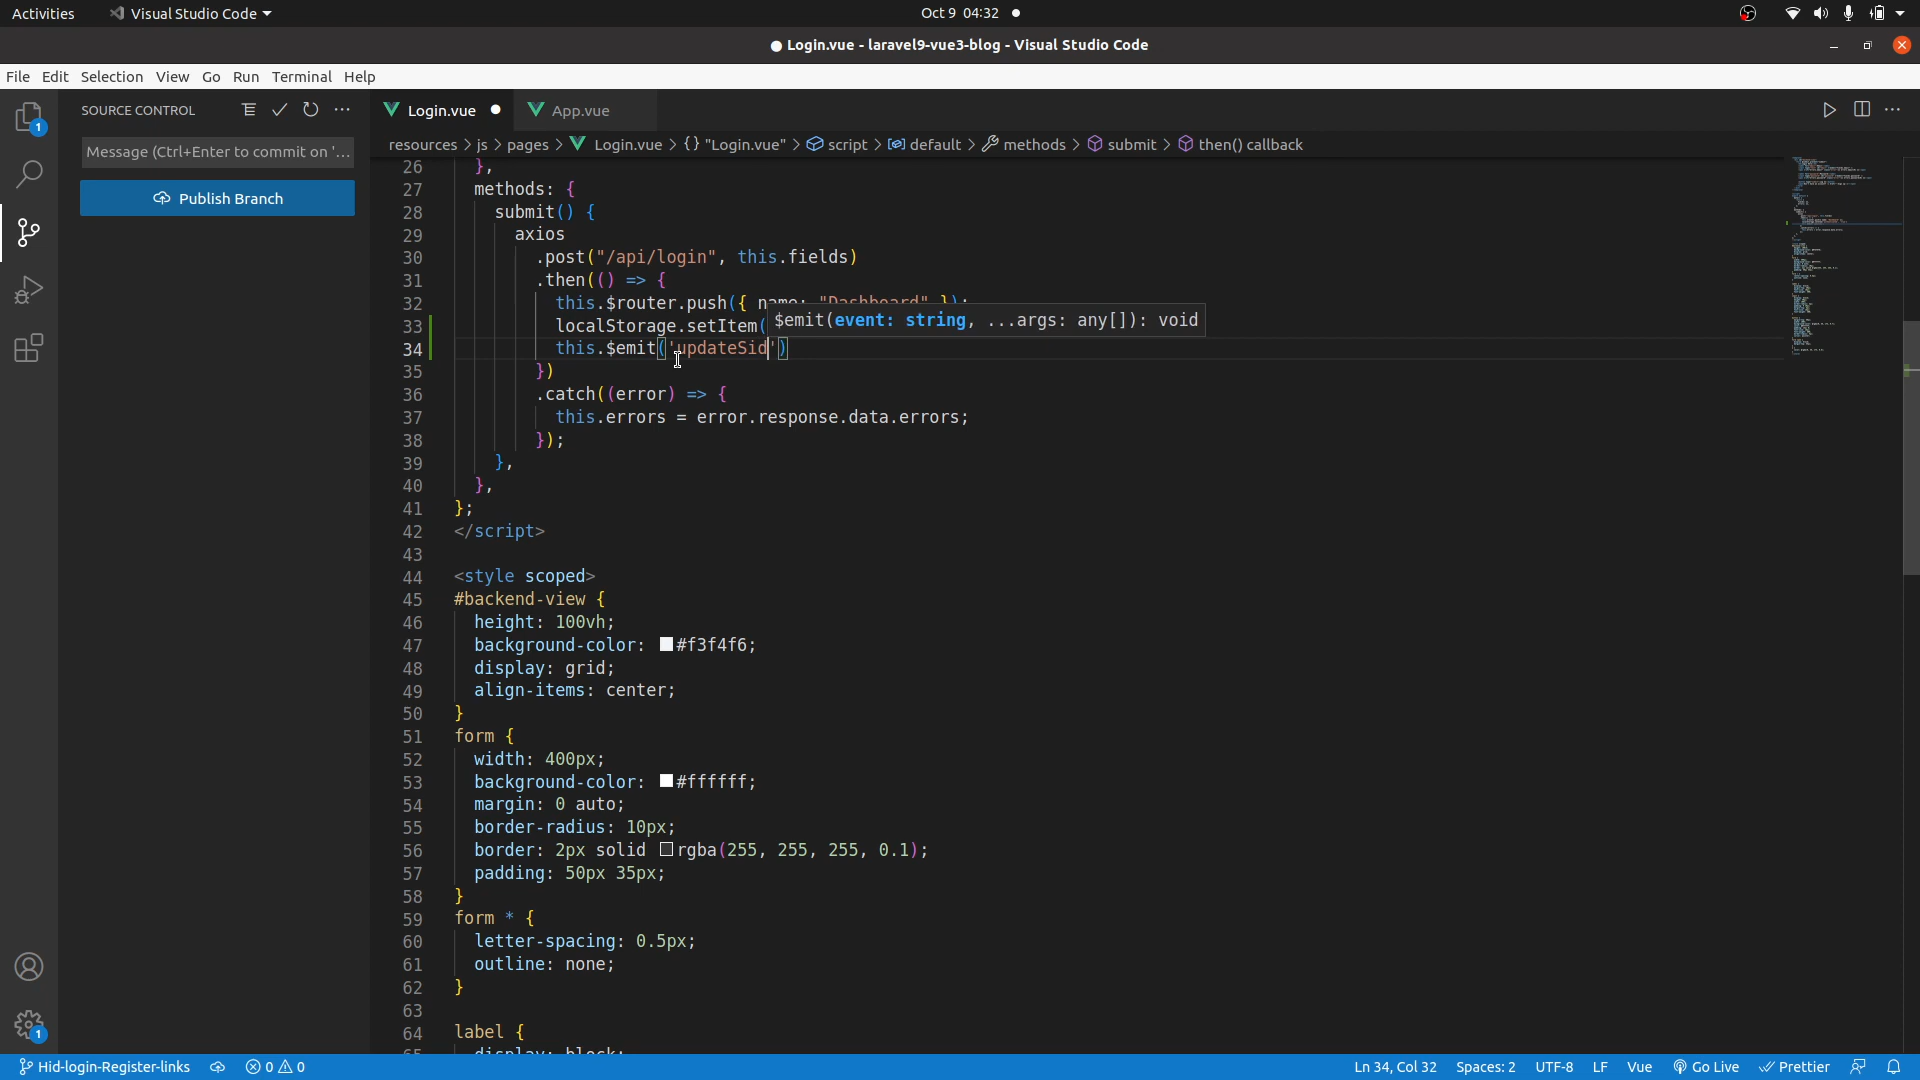 Activities Visual Studio Code Oct 9 04:32
Login.vue - laravel9-vue3-blog - Visual Studio Code
File Edit Selection View Go Run Terminal Help
SOURCE CONTROL
Message (Ctrl+Enter to commit on '...
Publish Branch
1
1
Login.vue App.vue
resources > js > pages > Login.vue > {} "Login.vue" > script > default > methods > submit > then() callback
26 },
27 methods: {
28 submit() {
29 axios
30 .post("/api/login", this.fields)
31 .then(() => {
32 this.$router.push({ name: "Dashboard" });
$emit(event: string, ...args: any[]): void
33 localStorage.setItem(
34 this.$emit('updateSid')
35 })
36 .catch((error) => {
37 this.errors = error.response.data.errors;
38 });
39 },
40 },
41 };
42 </script>
43
44 <style scoped>
45 #backend-view {
46 height: 100vh;
47 background-color: #f3f4f6;
48 display: grid;
49 align-items: center;
50 }
51 form {
52 width: 400px;
53 background-color: #ffffff;
54 margin: 0 auto;
55 border-radius: 10px;
56 border: 2px solid rgba(255, 255, 255, 0.1);
57 padding: 50px 35px;
58 }
59 form * {
60 letter-spacing: 0.5px;
61 outline: none;
62 }
63
64 label {
65 display: block;
Hid-login-Register-links 0 0 Ln 34, Col 32 Spaces: 2 UTF-8 LF Vue Go Live Prettier